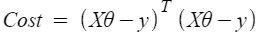 Cost = (Xθ − y)ᵀ (Xθ − y)